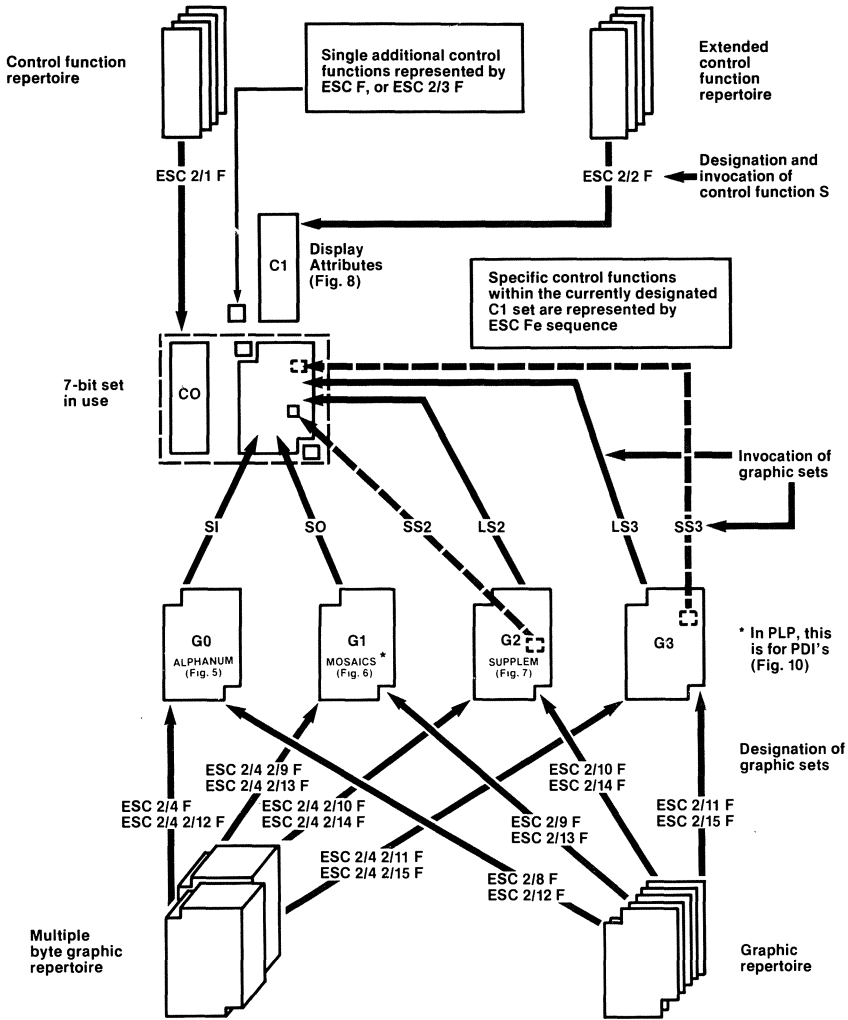 Control function
repertoire
Single additional control
functions represented by
ESC F, or ESC 2/3 F
Extended
control
function
repertoire
ESC 2/1 F
ESC 2/2 F
Designation and
invocation of
control function S
C1
Display
Attributes
(Fig. 8)
Specific control functions
within the currently designated
C1 set are represented by
ESC Fe sequence
7-bit set
in use
CO
Invocation of
graphic sets
SI
SO
SS2
LS2
LS3
SS3
G0
ALPHANUM
(Fig. 5)
G1
MOSAICS *
(Fig. 6)
G2
SUPPLEM
(Fig. 7)
G3
* In PLP, this
is for PDI's
(Fig. 10)
Designation of
graphic sets
ESC 2/4 F
ESC 2/4 2/12 F
ESC 2/4 2/9 F
ESC 2/4 2/13 F
ESC 2/4 2/10 F
ESC 2/4 2/14 F
ESC 2/4 2/11 F
ESC 2/4 2/15 F
ESC 2/8 F
ESC 2/12 F
ESC 2/9 F
ESC 2/13 F
ESC 2/10 F
ESC 2/14 F
ESC 2/11 F
ESC 2/15 F
Multiple
byte graphic
repertoire
Graphic
repertoire